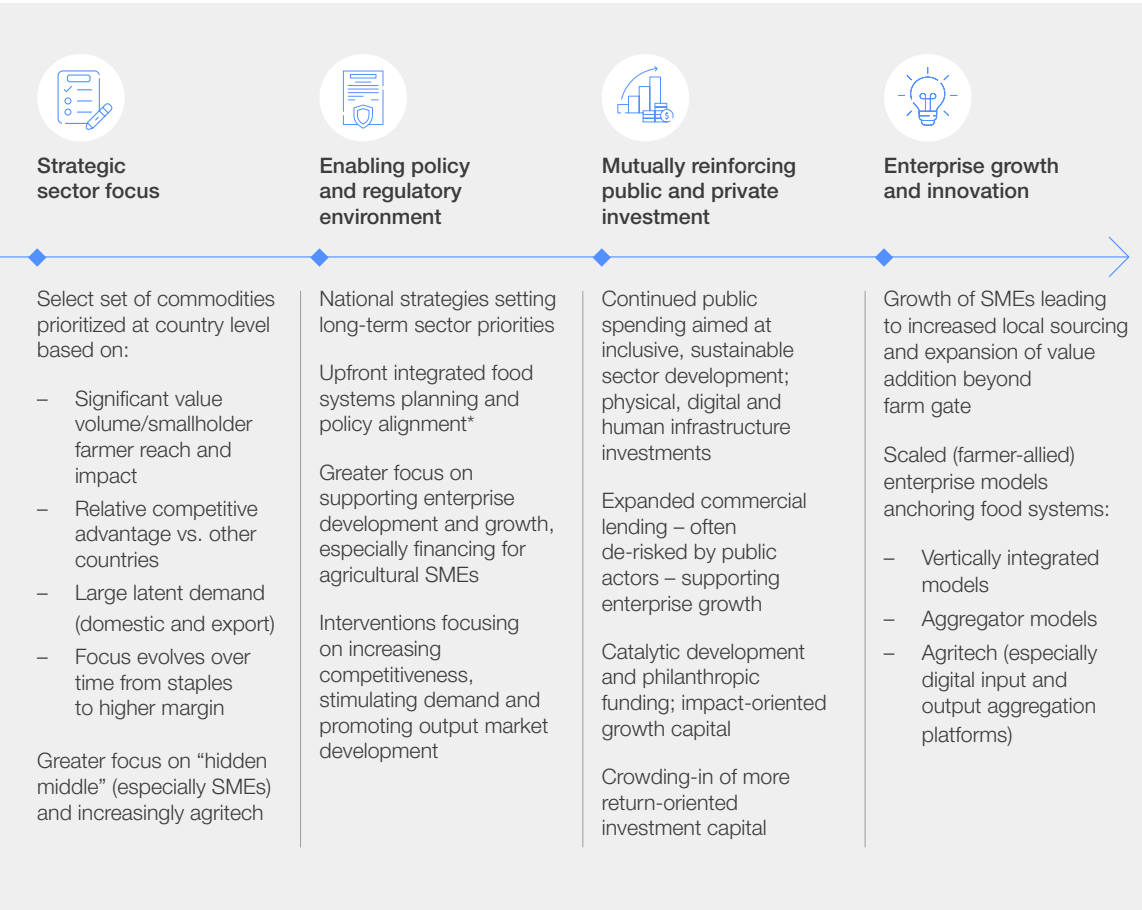 Strategic
sector focus
Select set of commodities
prioritized at country level
based on:
– Significant value
volume/smallholder
farmer reach and
impact
– Relative competitive
advantage vs. other
countries
– Large latent demand
(domestic and export)
– Focus evolves over
time from staples
to higher margin
Greater focus on “hidden
middle” (especially SMEs)
and increasingly agritech
Enabling policy
and regulatory
environment
National strategies setting
long-term sector priorities
Upfront integrated food
systems planning and
policy alignment*
Greater focus on
supporting enterprise
development and growth,
especially financing for
agricultural SMEs
Interventions focusing
on increasing
competitiveness,
stimulating demand and
promoting output market
development
$
Mutually reinforcing
public and private
investment
Continued public
spending aimed at
inclusive, sustainable
sector development;
physical, digital and
human infrastructure
investments
Expanded commercial
lending – often
de-risked by public
actors – supporting
enterprise growth
Catalytic development
and philanthropic
funding; impact-oriented
growth capital
Crowding-in of more
return-oriented
investment capital
Enterprise growth
and innovation
Growth of SMEs leading
to increased local sourcing
and expansion of value
addition beyond
farm gate
Scaled (farmer-allied)
enterprise models
anchoring food systems:
– Vertically integrated
models
– Aggregator models
– Agritech (especially
digital input and
output aggregation
platforms)